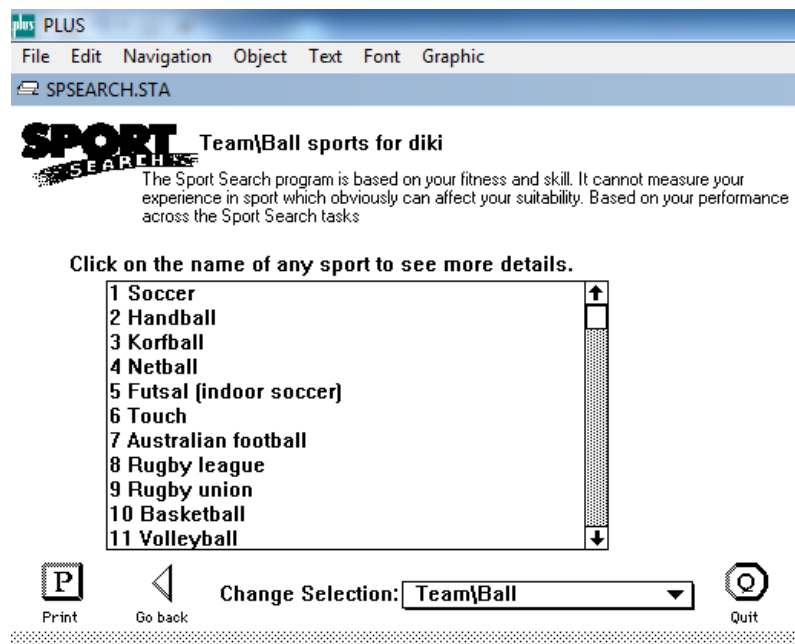 plus PLUS
File Edit Navigation Object Text Font Graphic
SPSEARCH.STA
SPORT
SEARCH
Team\Ball sports for diki
The Sport Search program is based on your fitness and skill. It cannot measure your
experience in sport which obviously can affect your suitability. Based on your performance
across the Sport Search tasks
Click on the name of any sport to see more details.
1 Soccer
2 Handball
3 Korfball
4 Netball
5 Futsal (indoor soccer)
6 Touch
7 Australian football
8 Rugby league
9 Rugby union
10 Basketball
11 Volleyball
P
Print
Go back
Change Selection: Team\Ball
Q
Quit